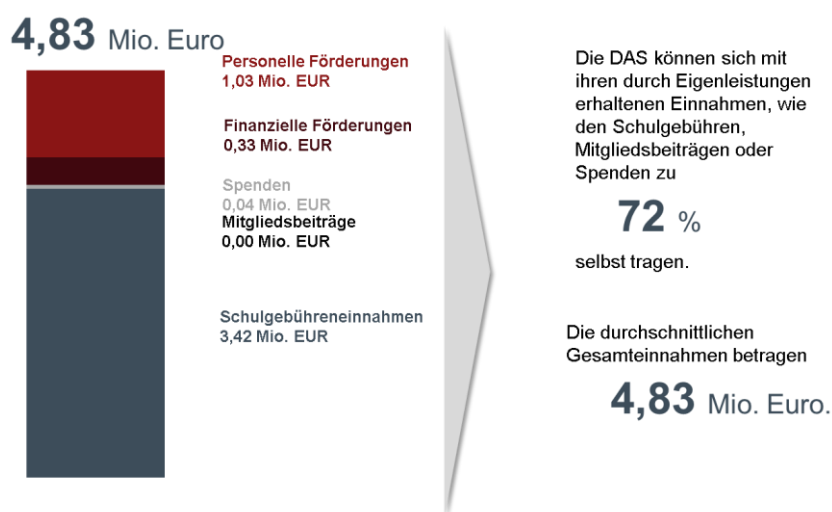 4,83 Mio. Euro
Personelle Förderungen
1,03 Mio. EUR
Finanzielle Förderungen
0,33 Mio. EUR
Spenden
0,04 Mio. EUR
Mitgliedsbeiträge
0,00 Mio. EUR
Schulgebühreneinnahmen
3,42 Mio. EUR
Die DAS können sich mit
ihren durch Eigenleistungen
erhaltenen Einnahmen, wie
den Schulgebühren,
Mitgliedsbeiträgen oder
Spenden zu
72 %
selbst tragen.
Die durchschnittlichen
Gesamteinnahmen betragen
4,83 Mio. Euro.